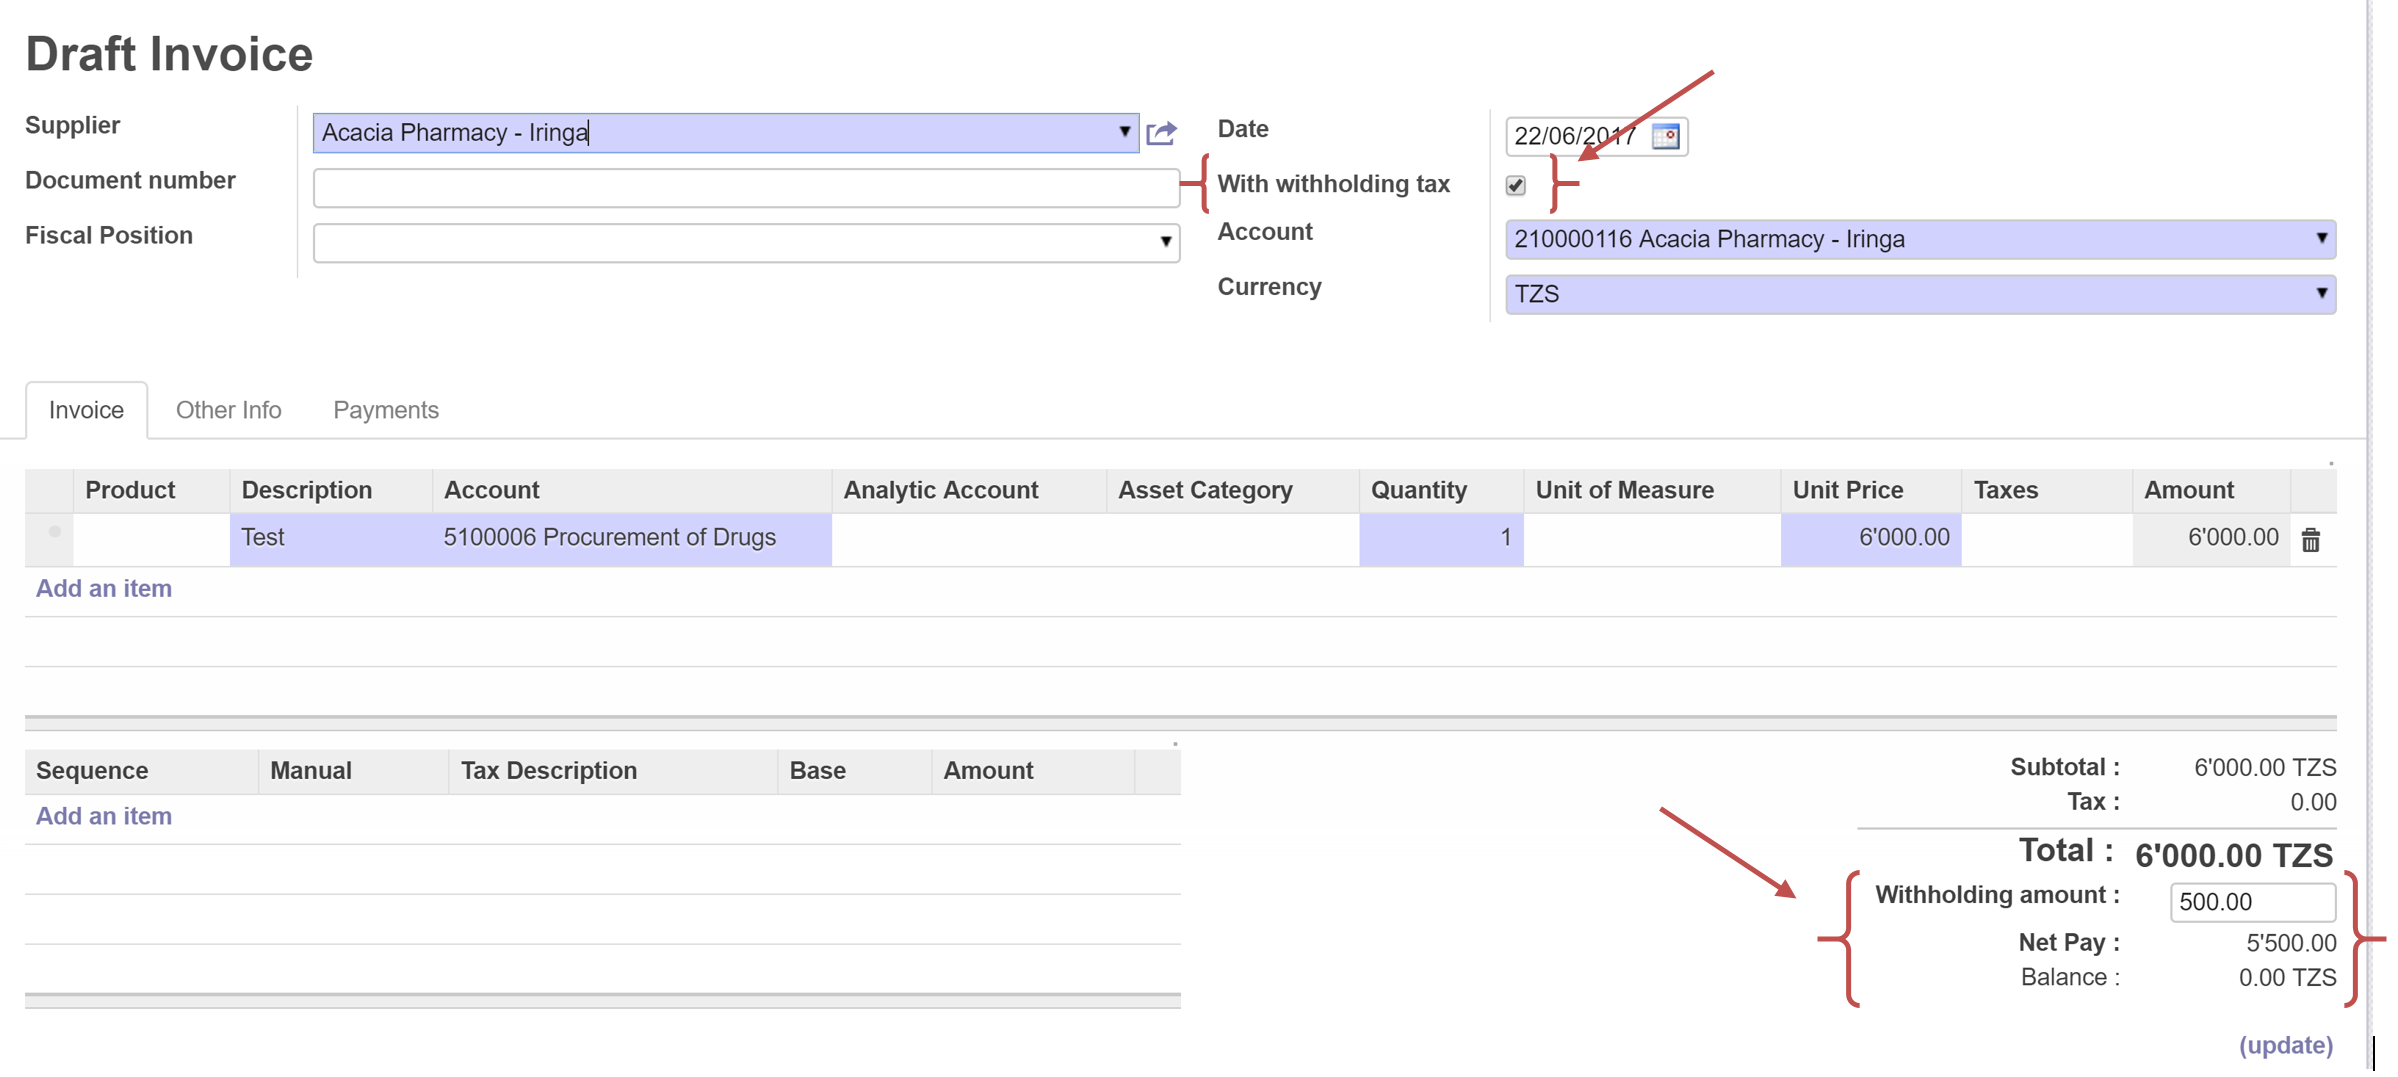 Draft Invoice
Supplier
Acacia Pharmacy - Iringa
Document number
Fiscal Position
Date
22/06/2017
With withholding tax
Account
210000116 Acacia Pharmacy - Iringa
Currency
TZS
Invoice Other Info Payments
Product Description Account Analytic Account Asset Category Quantity Unit of Measure Unit Price Taxes Amount
Test 5100006 Procurement of Drugs 1 6'000.00 6'000.00
Add an item
Sequence Manual Tax Description Base Amount
Add an item
Subtotal : 6'000.00 TZS
Tax : 0.00
Total : 6'000.00 TZS
Withholding amount : 500.00
Net Pay : 5'500.00
Balance : 0.00 TZS
(update)